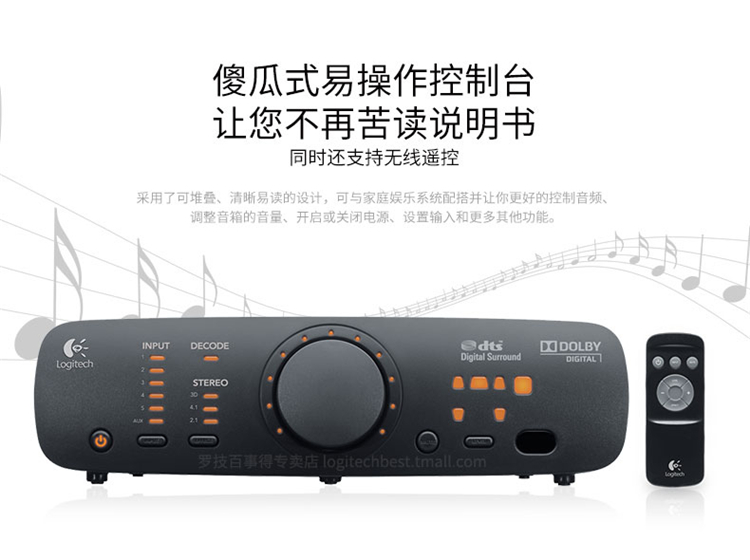 傻瓜式易操作控制台
让您不再苦读说明书
同时还支持无线遥控
采用了可堆叠、清晰易读的设计，可与家庭娱乐系统配搭并让你更好的控制音频、
调整音箱的音量、开启或关闭电源、设置输入和更多其他功能。
Logitech
INPUT
1
2
3
4
5
AUX
DECODE
STEREO
3D
4.1
2.1
dts
Digital Surround
DOLBY
DIGITAL
罗技百事得专卖店 logitechbest.tmall.com
Logitech